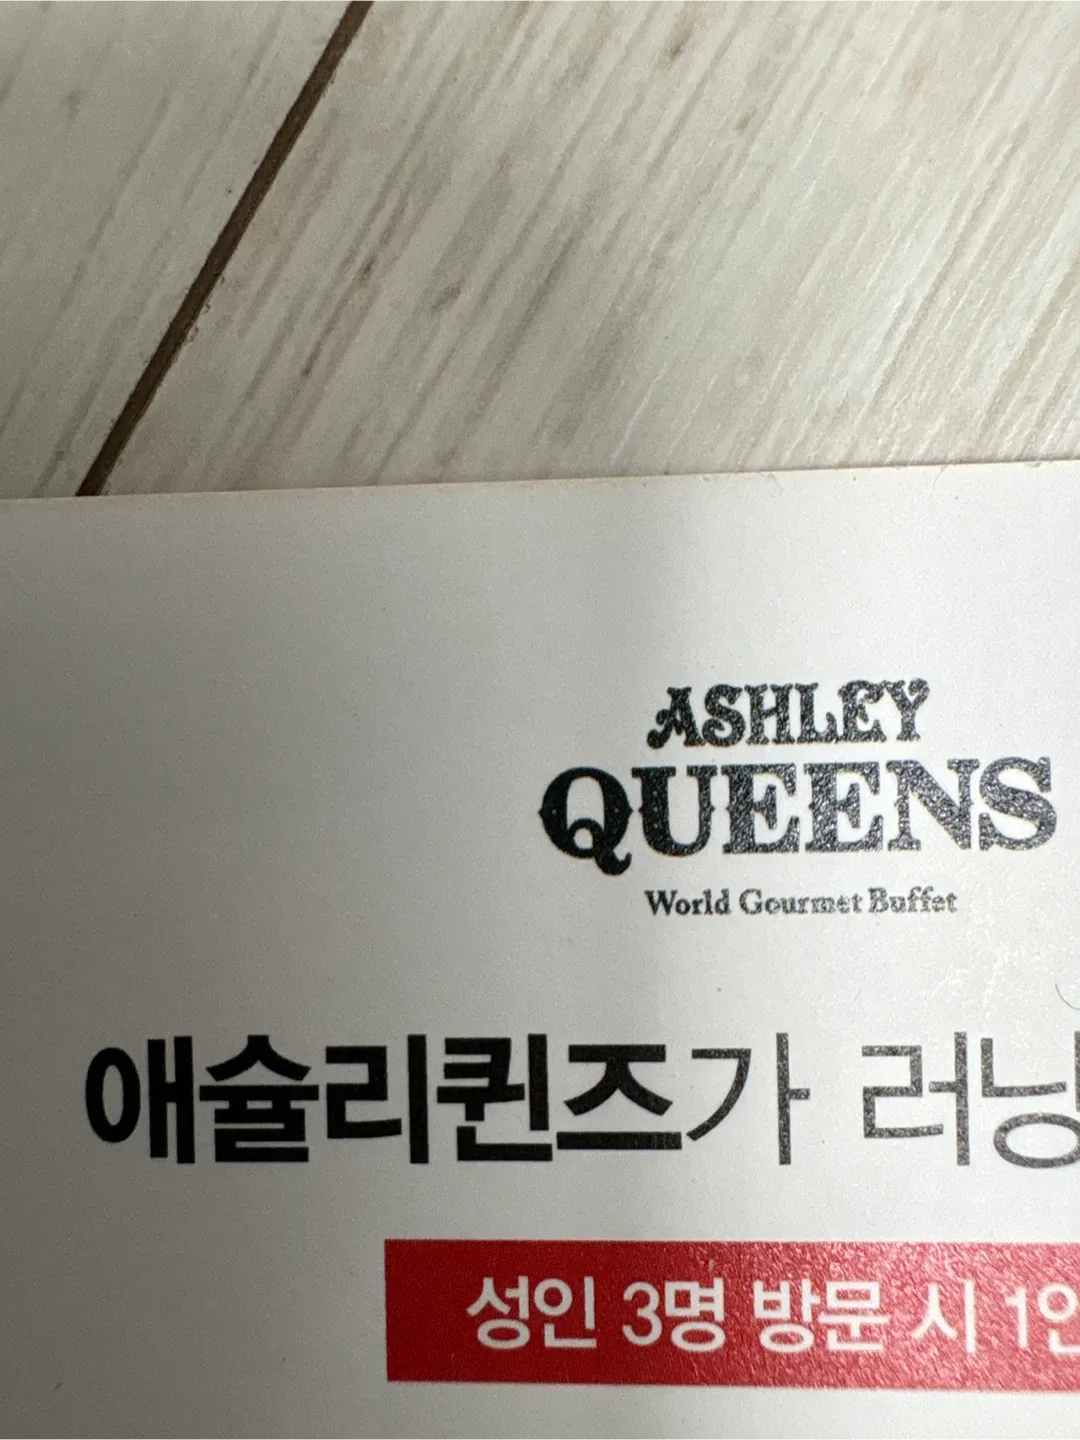 ASHLEY
QUEENS
World Gourmet Buffet
애슐리퀸즈가 러닝
성인 3명 방문 시 1인